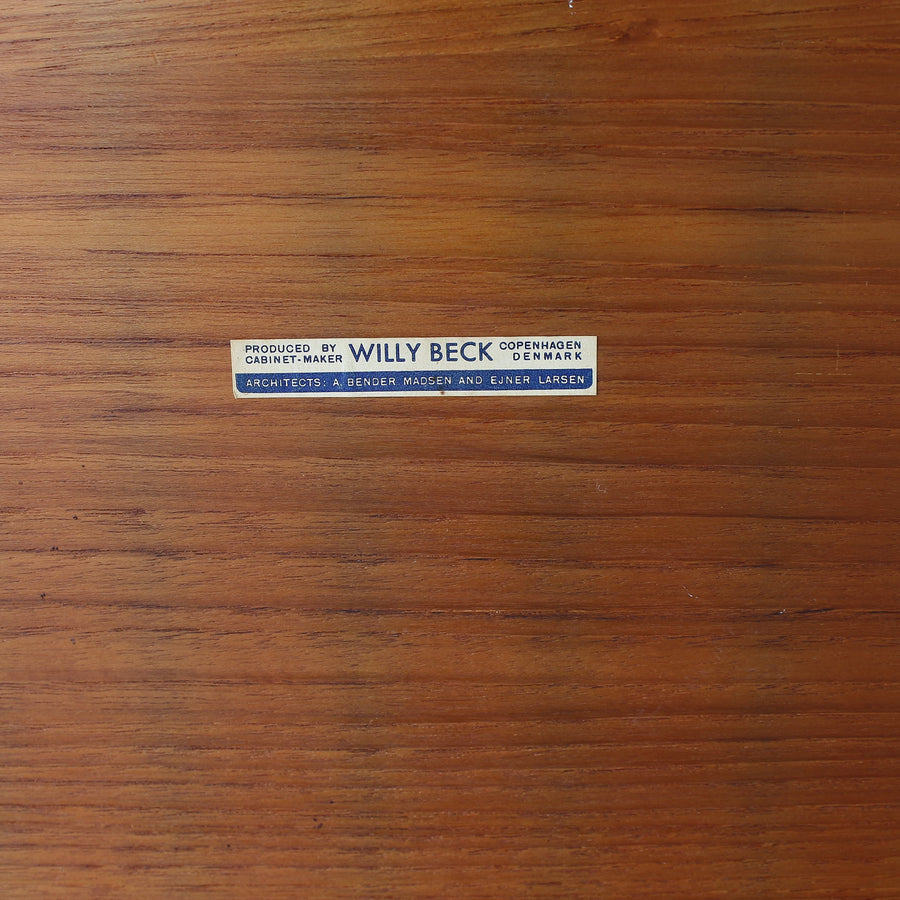 PRODUCED BY
CABINET-MAKER
WILLY BECK
COPENHAGEN
DENMARK
ARCHITECTS: A. BENDER MADSEN AND EJNER LARSEN